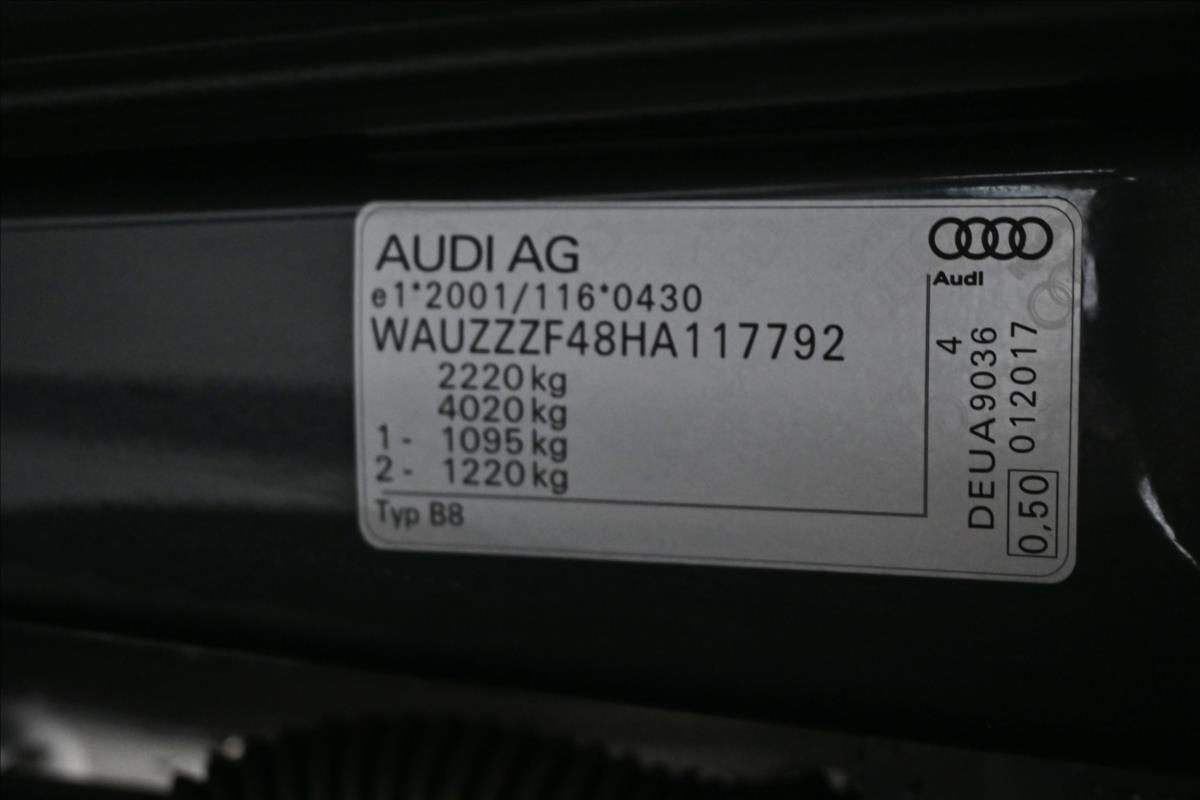 AUDI AG
e1*2001/116*0430
WAUZZZF48HA117792
2220 kg
4020 kg
1 - 1095 kg
2 - 1220 kg
Typ B8
Audi
4
DEUA9036
0,50 012017